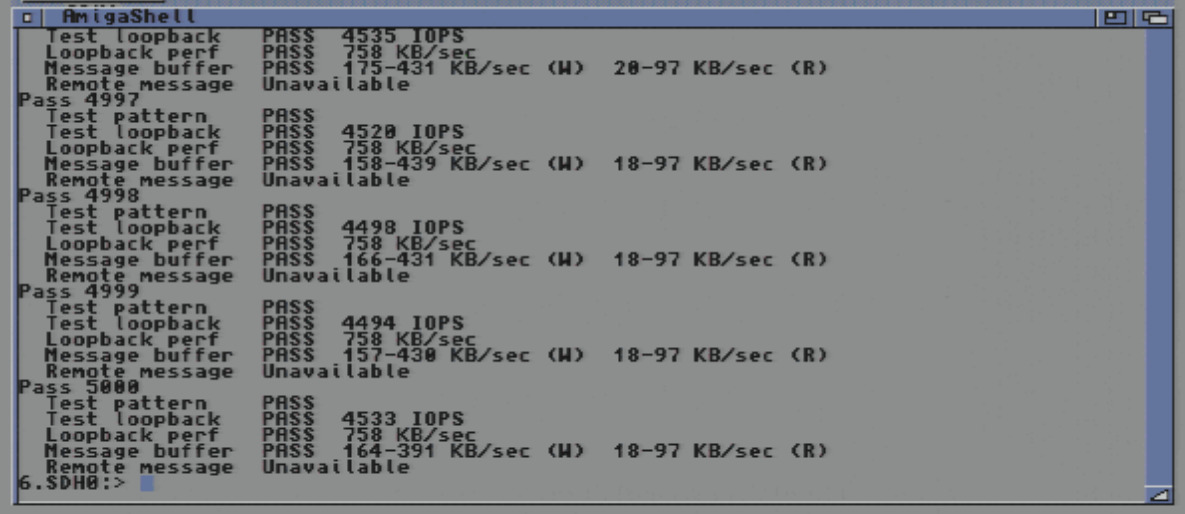 AmigaShell
Test loopback PASS 4535 IOPS
Loopback perf PASS 758 KB/sec
Message buffer PASS 175-431 KB/sec (W) 20-97 KB/sec (R)
Remote message Unavailable
Pass 4997
Test pattern PASS
Test loopback PASS 4520 IOPS
Loopback perf PASS 758 KB/sec
Message buffer PASS 158-439 KB/sec (W) 18-97 KB/sec (R)
Remote message Unavailable
Pass 4998
Test pattern PASS
Test loopback PASS 4498 IOPS
Loopback perf PASS 758 KB/sec
Message buffer PASS 166-431 KB/sec (W) 18-97 KB/sec (R)
Remote message Unavailable
Pass 4999
Test pattern PASS
Test loopback PASS 4494 IOPS
Loopback perf PASS 758 KB/sec
Message buffer PASS 157-430 KB/sec (W) 18-97 KB/sec (R)
Remote message Unavailable
Pass 5000
Test pattern PASS
Test loopback PASS 4533 IOPS
Loopback perf PASS 758 KB/sec
Message buffer PASS 164-391 KB/sec (W) 18-97 KB/sec (R)
Remote message Unavailable
6.SDH0:>